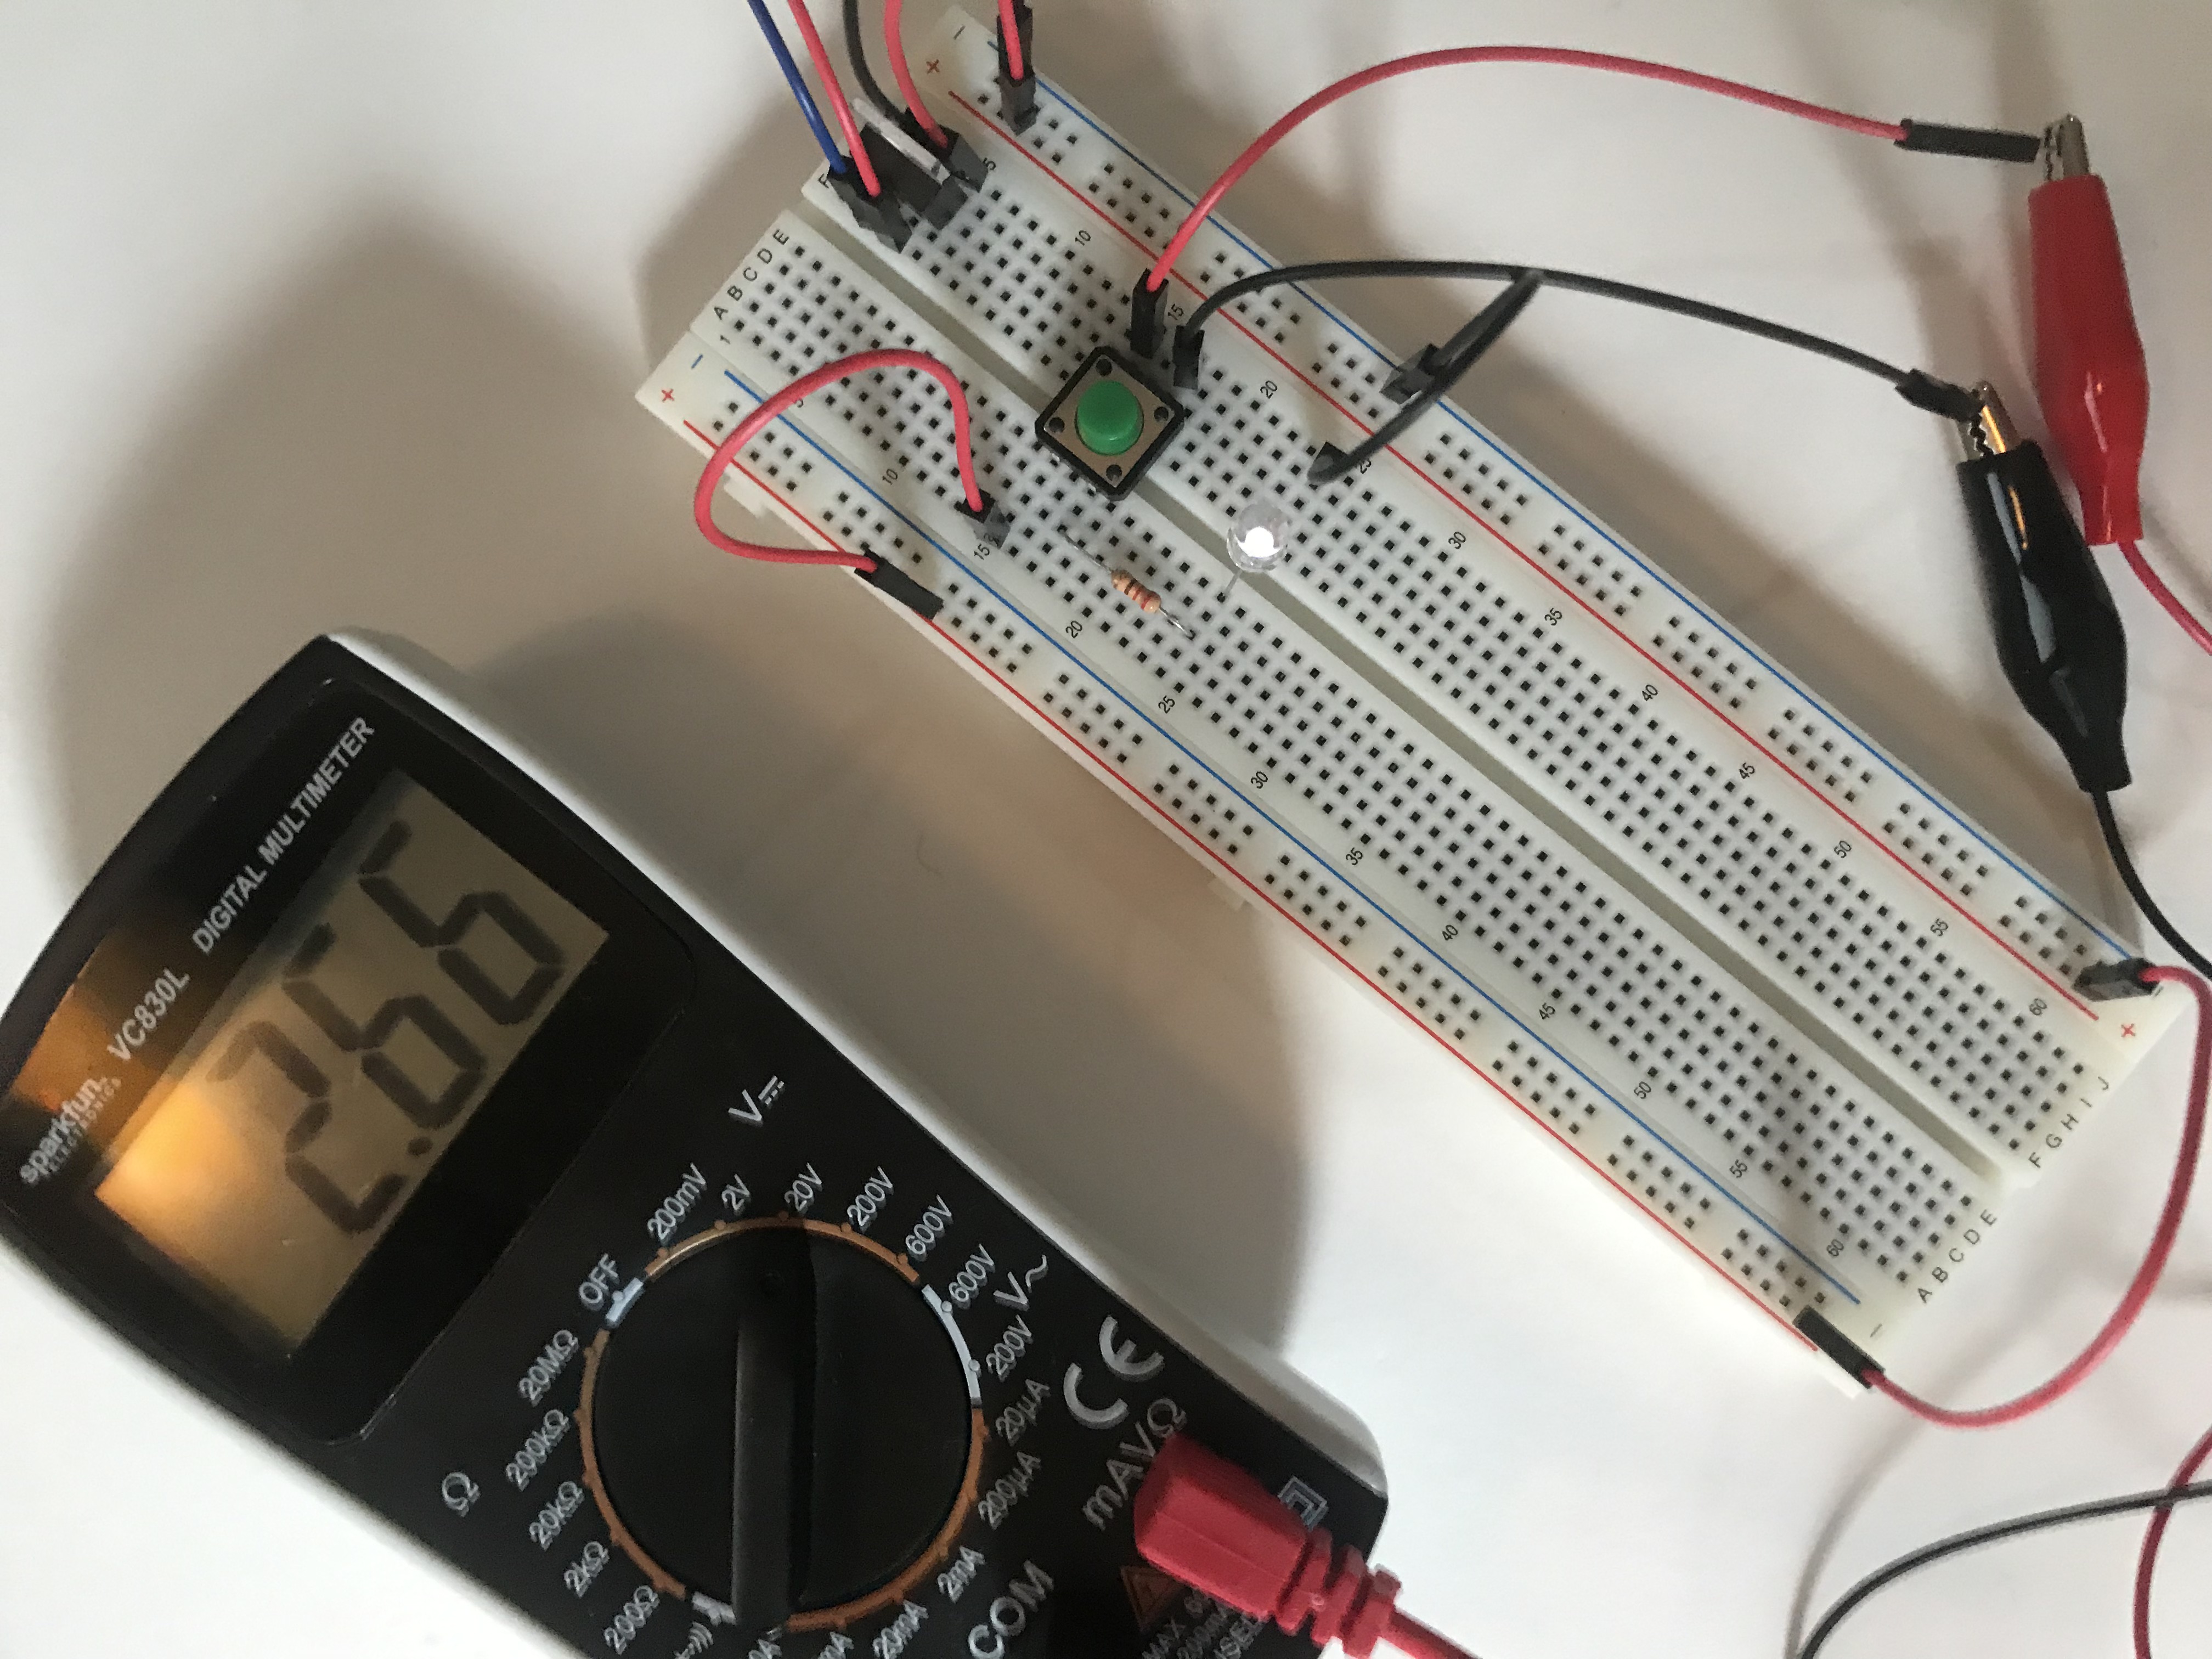 sparkfun
ELECTRONICS
VC830L DIGITAL MULTIMETER
2.66
Ω
20MΩ
200kΩ
20kΩ
2kΩ
200Ω
OFF
200mV
2V
20V
200V
600V
V
600V
200V
V~
20µA
200µA
2mA
20mA
COM
mAVΩ
CE
MAX
+
−
A B C D E
1
5
10
15
20
25
30
35
40
45
50
55
60
−
A B C D E
F
+
−
5
10
15
20
25
30
35
40
45
50
55
60
F G H I J
+
−